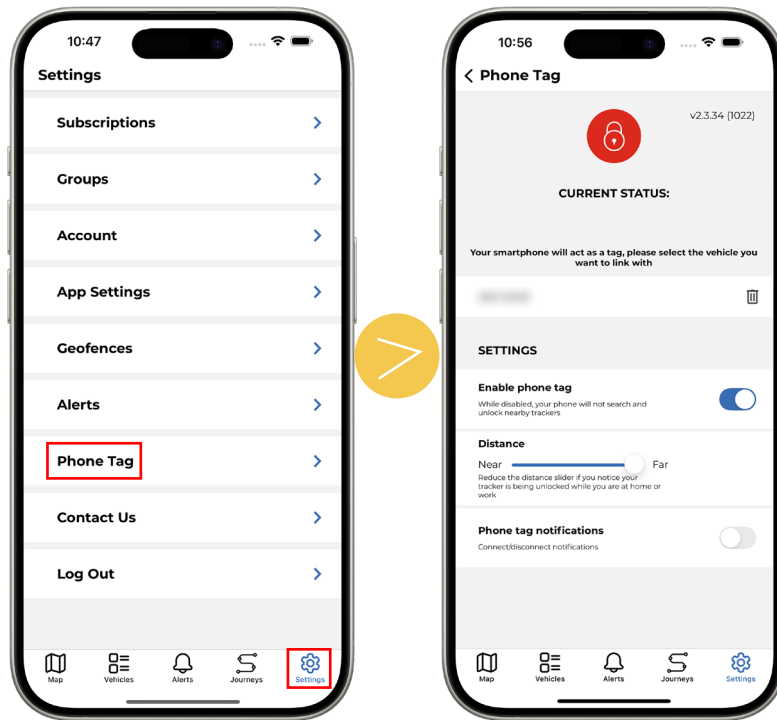 10:47
Settings
Subscriptions
Groups
Account
App Settings
Geofences
Alerts
Phone Tag
Contact Us
Log Out
Map
Vehicles
Alerts
Journeys
Settings
10:56
Phone Tag
v2.3.34 (1022)
CURRENT STATUS:
Your smartphone will act as a tag, please select the vehicle you
want to link with
SETTINGS
Enable phone tag
While disabled, your phone will not search and
unlock nearby trackers
Distance
Near
Far
Reduce the distance slider if you notice your
tracker is being unlocked while you are at home or
work
Phone tag notifications
Connect/disconnect notifications
Map
Vehicles
Alerts
Journeys
Settings